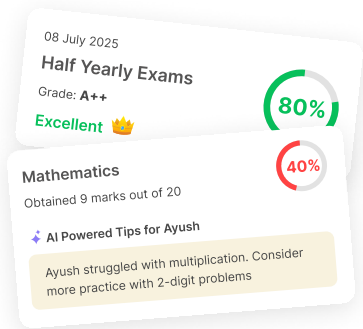 08 July 2025
Half Yearly Exams
Grade: A++
80%
Excellent
Mathematics
40%
Obtained 9 marks out of 20
AI Powered Tips for Ayush
Ayush struggled with multiplication. Consider
more practice with 2-digit problems